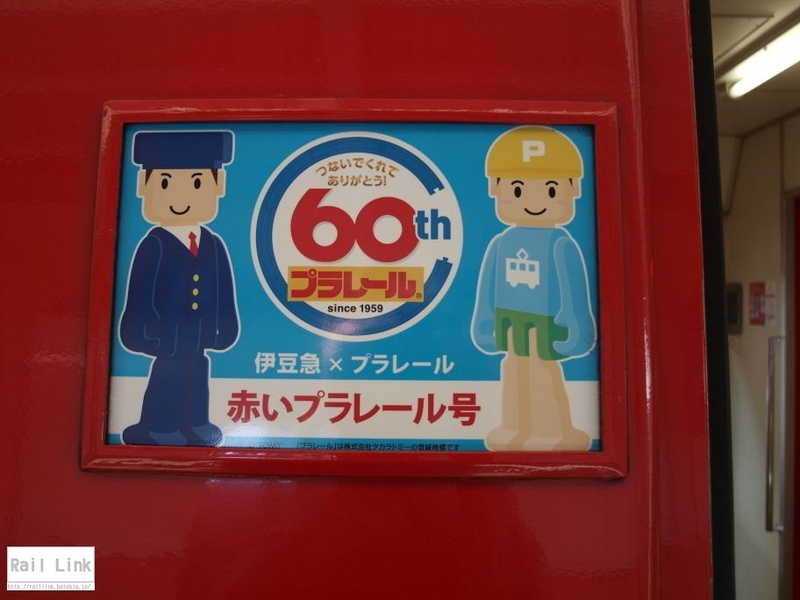 つないでくれて
ありがとう!
60th
プラレール
since 1959
P
伊豆急×プラレール
赤いプラレール号
「プラレール」は株式会社タカラトミーの登録商標です
Rail Link